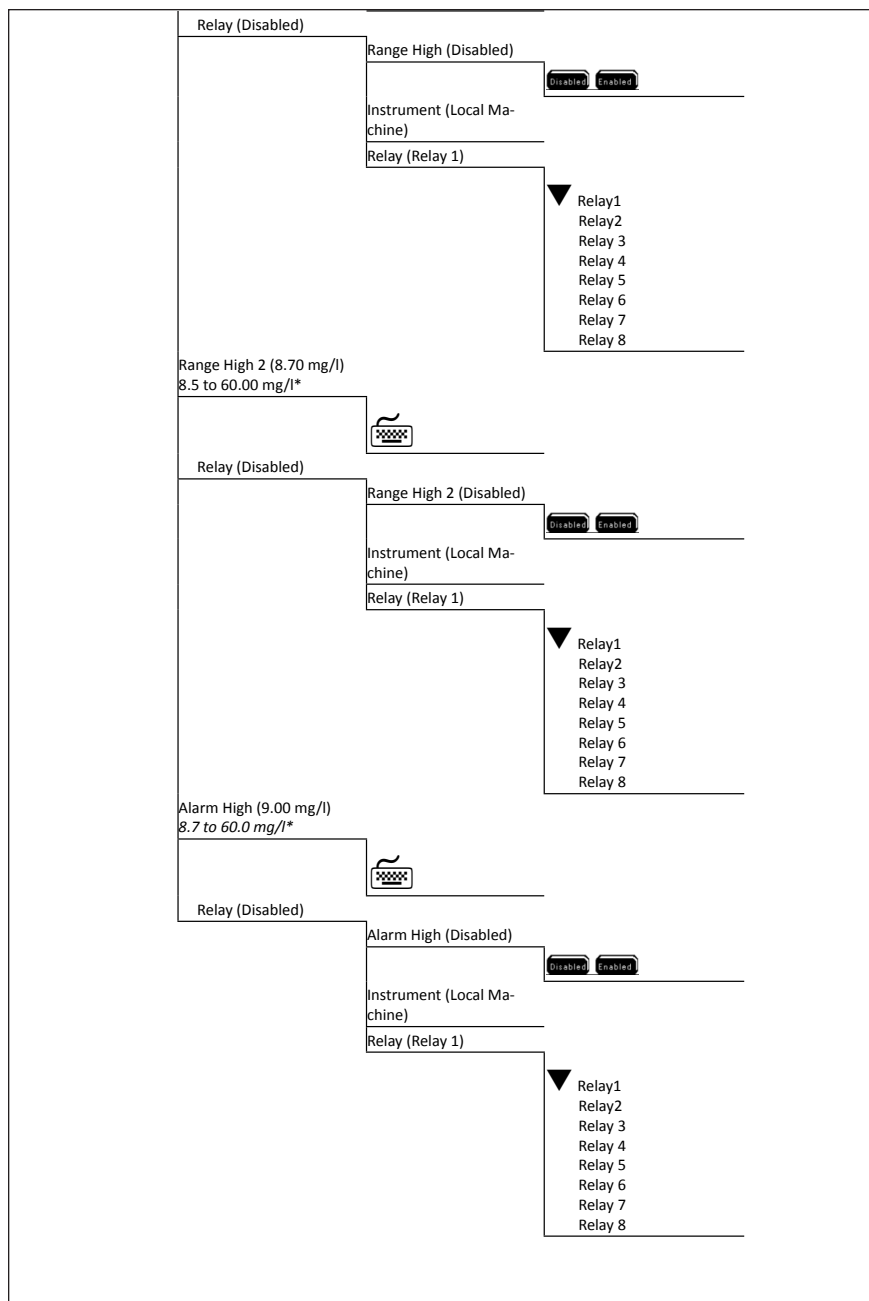 Relay (Disabled)
Range High (Disabled)
Disabled Enabled
Instrument (Local Ma-
chine)
Relay (Relay 1)
Relay1
Relay2
Relay 3
Relay 4
Relay 5
Relay 6
Relay 7
Relay 8
Range High 2 (8.70 mg/l)
8.5 to 60.00 mg/l*
Relay (Disabled)
Range High 2 (Disabled)
Disabled Enabled
Instrument (Local Ma-
chine)
Relay (Relay 1)
Relay1
Relay2
Relay 3
Relay 4
Relay 5
Relay 6
Relay 7
Relay 8
Alarm High (9.00 mg/l)
8.7 to 60.0 mg/l*
Relay (Disabled)
Alarm High (Disabled)
Disabled Enabled
Instrument (Local Ma-
chine)
Relay (Relay 1)
Relay1
Relay2
Relay 3
Relay 4
Relay 5
Relay 6
Relay 7
Relay 8